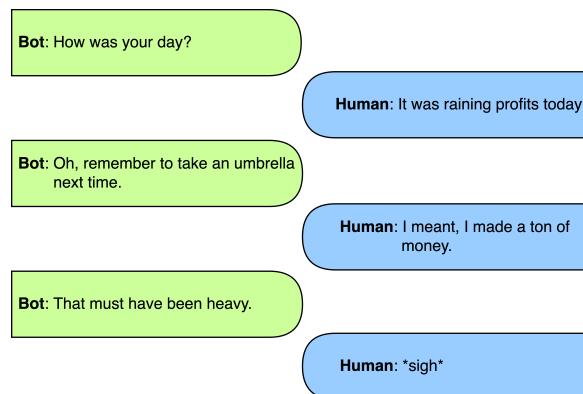 Bot: How was your day?
Human: It was raining profits today
Bot: Oh, remember to take an umbrella
next time.
Human: I meant, I made a ton of
money.
Bot: That must have been heavy.
Human: *sigh*